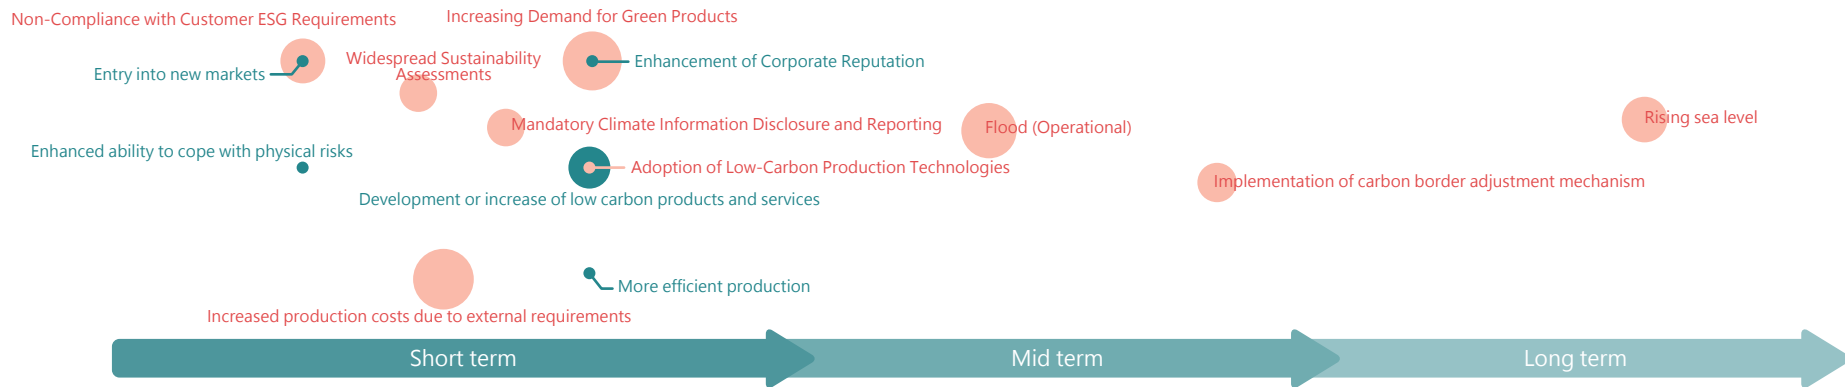 Non-Compliance with Customer ESG Requirements
Increasing Demand for Green Products
Entry into new markets
Widespread Sustainability
Assessments
Enhancement of Corporate Reputation
Mandatory Climate Information Disclosure and Reporting
Flood (Operational)
Rising sea level
Enhanced ability to cope with physical risks
Adoption of Low-Carbon Production Technologies
Implementation of carbon border adjustment mechanism
Development or increase of low carbon products and services
More efficient production
Increased production costs due to external requirements
Short term
Mid term
Long term